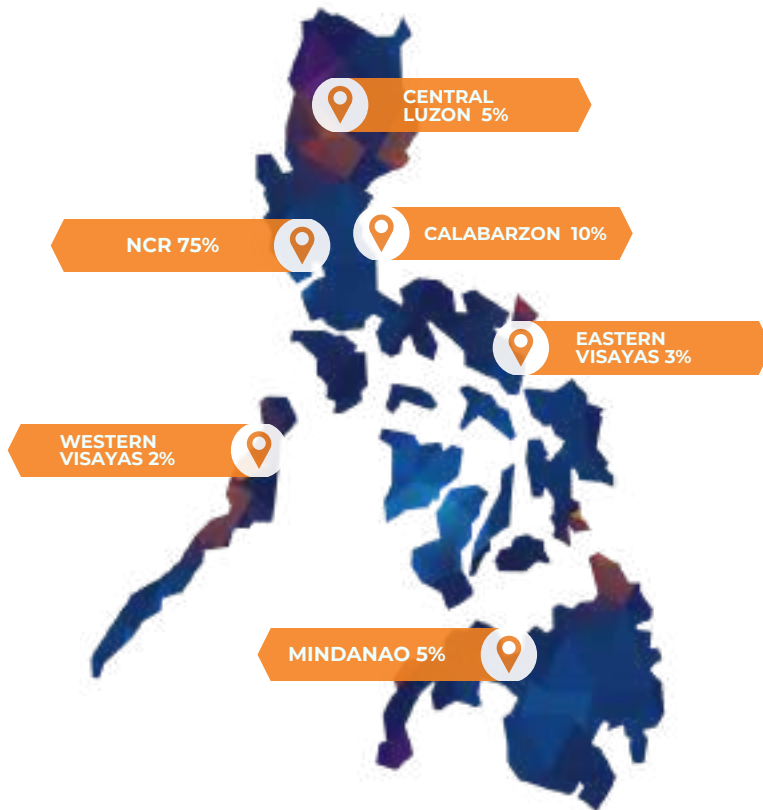 CENTRAL
LUZON 5%
NCR 75%
CALABARZON 10%
EASTERN
VISAYAS 3%
WESTERN
VISAYAS 2%
MINDANAO 5%